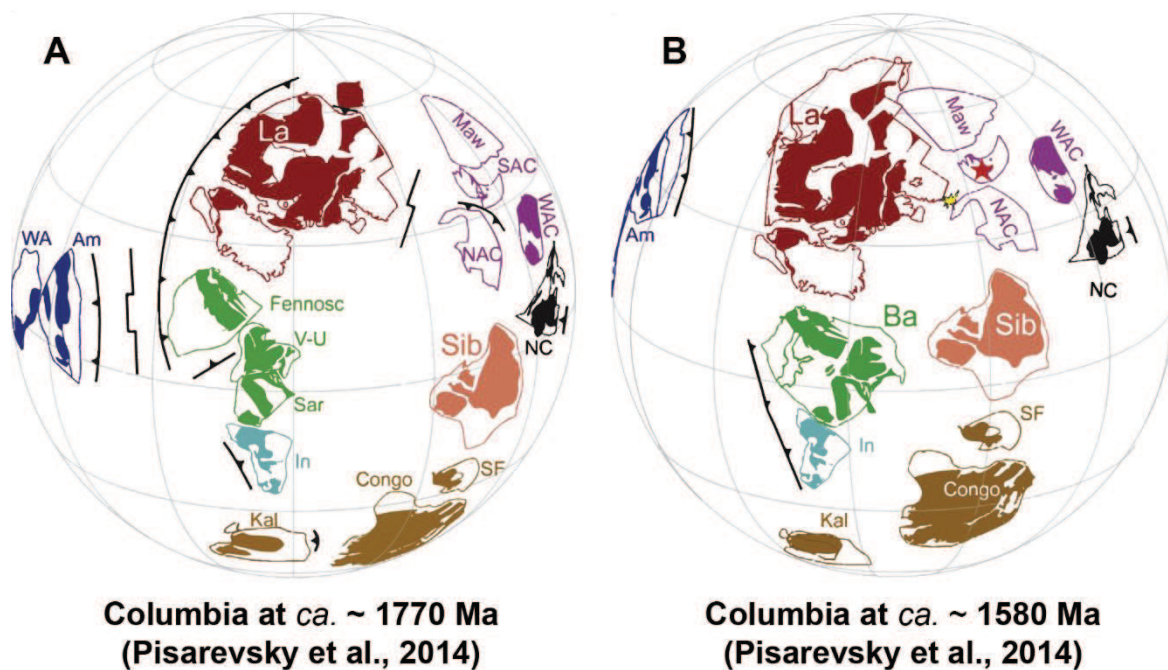 A
La
Maw
SAC
WAC
NAC
WA
Am
Fennosc
V-U
Sar
Sib
NC
In
SF
Congo
Kal
Columbia at ca. ~ 1770 Ma
(Pisarevsky et al., 2014)
B
La
Maw
WAC
NAC
Am
NC
Ba
Sib
SF
In
Congo
Kal
Columbia at ca. ~ 1580 Ma
(Pisarevsky et al., 2014)